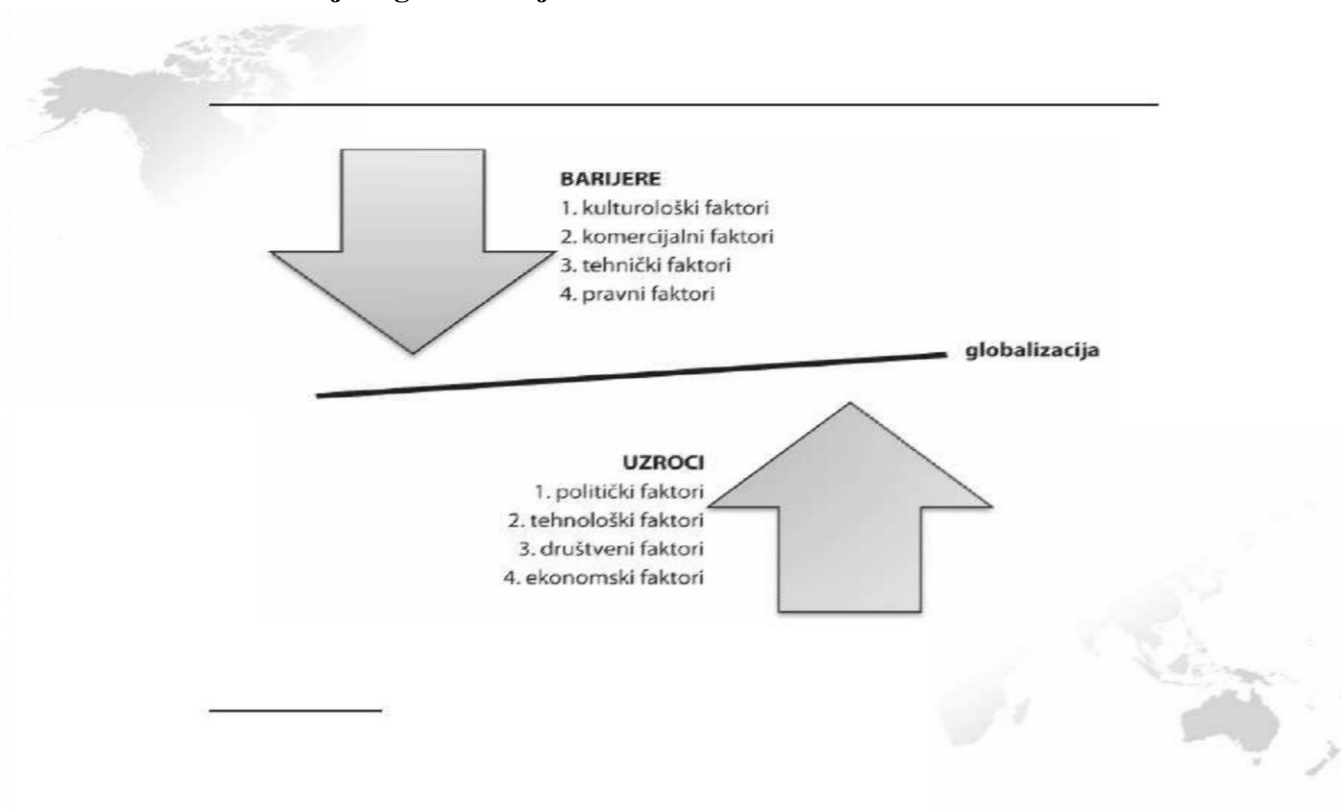 BARIJERE
1. kulturološki faktori
2. komercijalni faktori
3. tehnički faktori
4. pravni faktori
globalizacija
UZROCI
1. politički faktori
2. tehnološki faktori
3. društveni faktori
4. ekonomski faktori